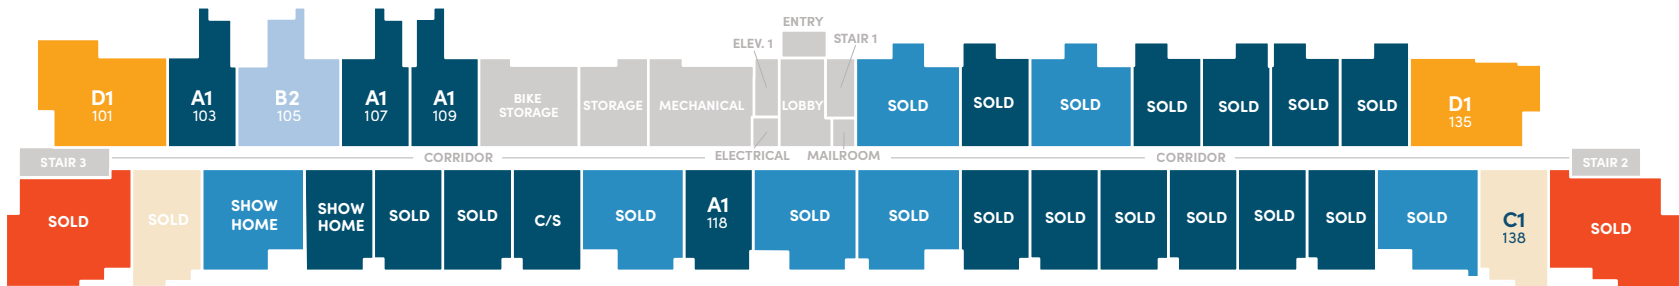 ENTRY
ELEV. 1
STAIR 1
D1
101
A1
103
B2
105
A1
107
A1
109
BIKE
STORAGE
STORAGE
MECHANICAL
LOBBY
SOLD
SOLD
SOLD
SOLD
SOLD
SOLD
SOLD
D1
135
STAIR 3
CORRIDOR
ELECTRICAL
MAILROOM
CORRIDOR
STAIR 2
SOLD
SOLD
SHOW
HOME
SHOW
HOME
SOLD
SOLD
C/S
SOLD
A1
118
SOLD
SOLD
SOLD
SOLD
SOLD
SOLD
SOLD
SOLD
SOLD
C1
138
SOLD